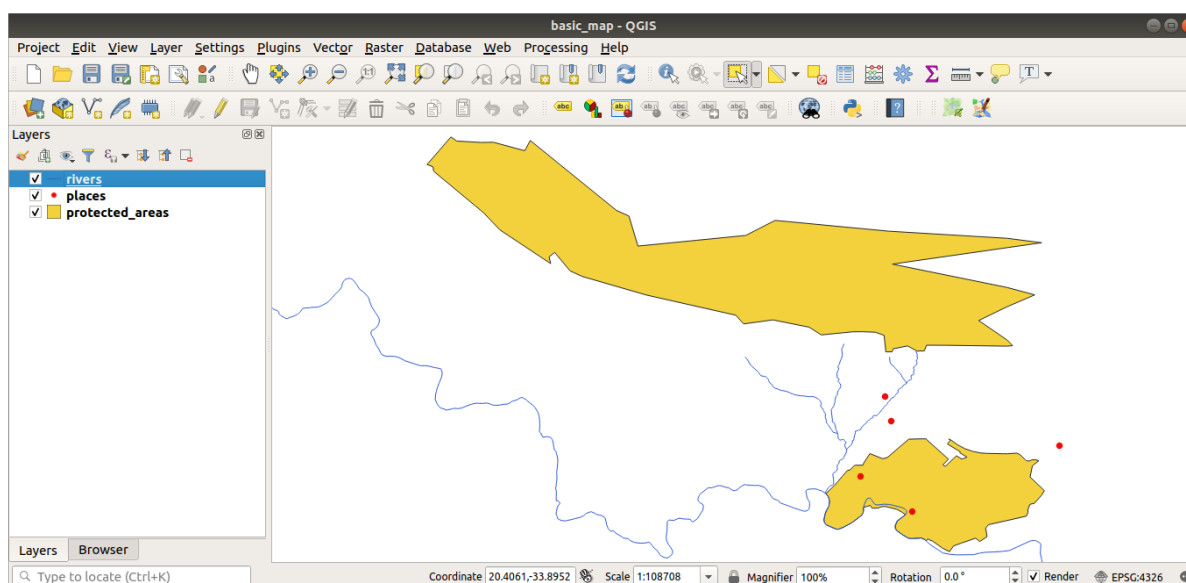 basic_map - QGIS
Project Edit View Layer Settings Plugins Vector Raster Database Web Processing Help
Layers
rivers
places
protected_areas
Layers Browser
Type to locate (Ctrl+K) Coordinate 20.4061,-33.8952 Scale 1:108708 Magnifier 100% Rotation 0.0 ° Render EPSG:4326